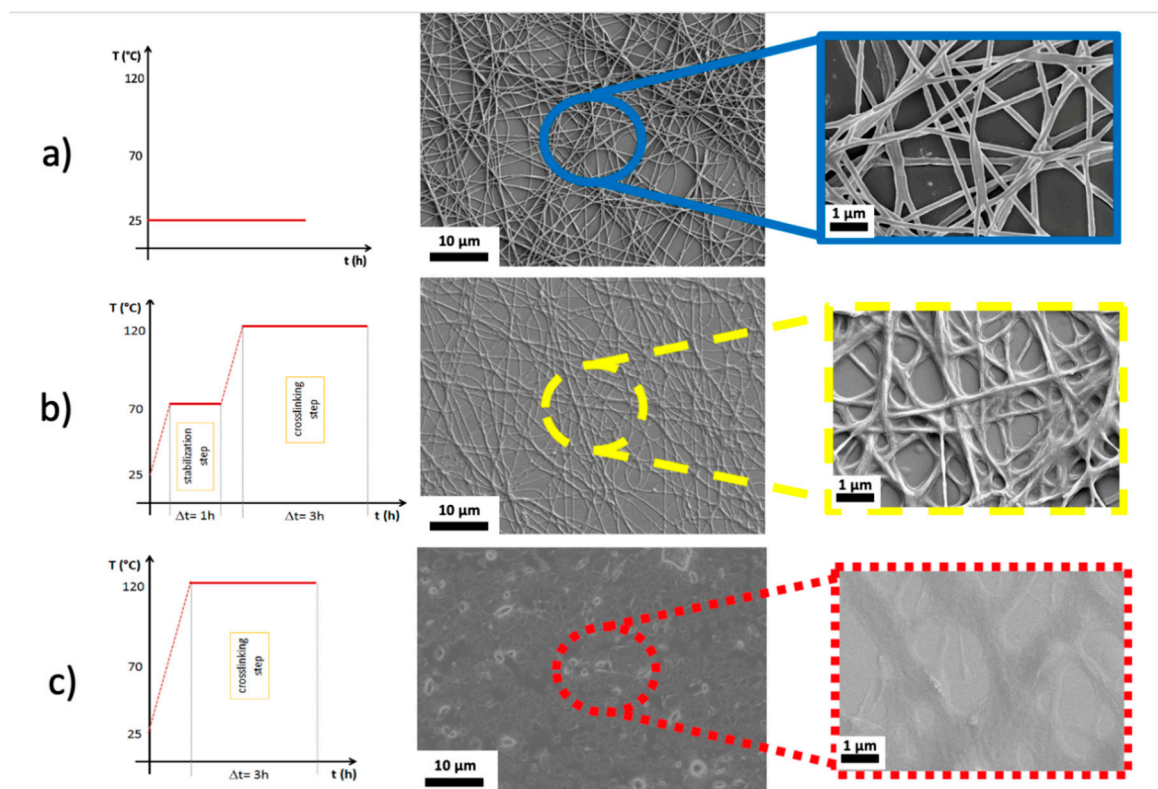 a)
T (°C)
120
70
25
t (h)
10 µm
1 µm
b)
T (°C)
120
70
25
stabilization
step
crosslinking
step
Δt= 1h
Δt= 3h
t (h)
10 µm
1 µm
c)
T (°C)
120
70
25
crosslinking
step
Δt= 3h
t (h)
10 µm
1 µm